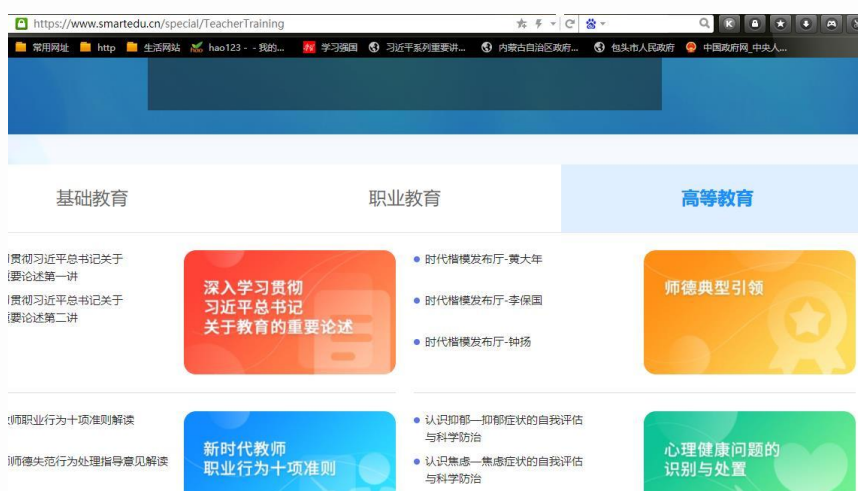 https://www.smartedu.cn/special/TeacherTraining
常用网址 http 生活网站 hao123 - - 我的... 学习强国 习近平系列重要讲... 内蒙古自治区政府... 包头市人民政府 中国政府网_中央人...
基础教育 职业教育 高等教育
贯彻习近平总书记关于
要论述第一讲
贯彻习近平总书记关于
要论述第二讲
深入学习贯彻
习近平总书记
关于教育的重要论述
时代楷模发布厅-黄大年
时代楷模发布厅-李保国
时代楷模发布厅-钟扬
师德典型引领
师职业行为十项准则解读
师德失范行为处理指导意见解读
新时代教师
职业行为十项准则
认识抑郁—抑郁症状的自我评估
与科学防治
认识焦虑—焦虑症状的自我评估
与科学防治
心理健康问题的
识别与处置